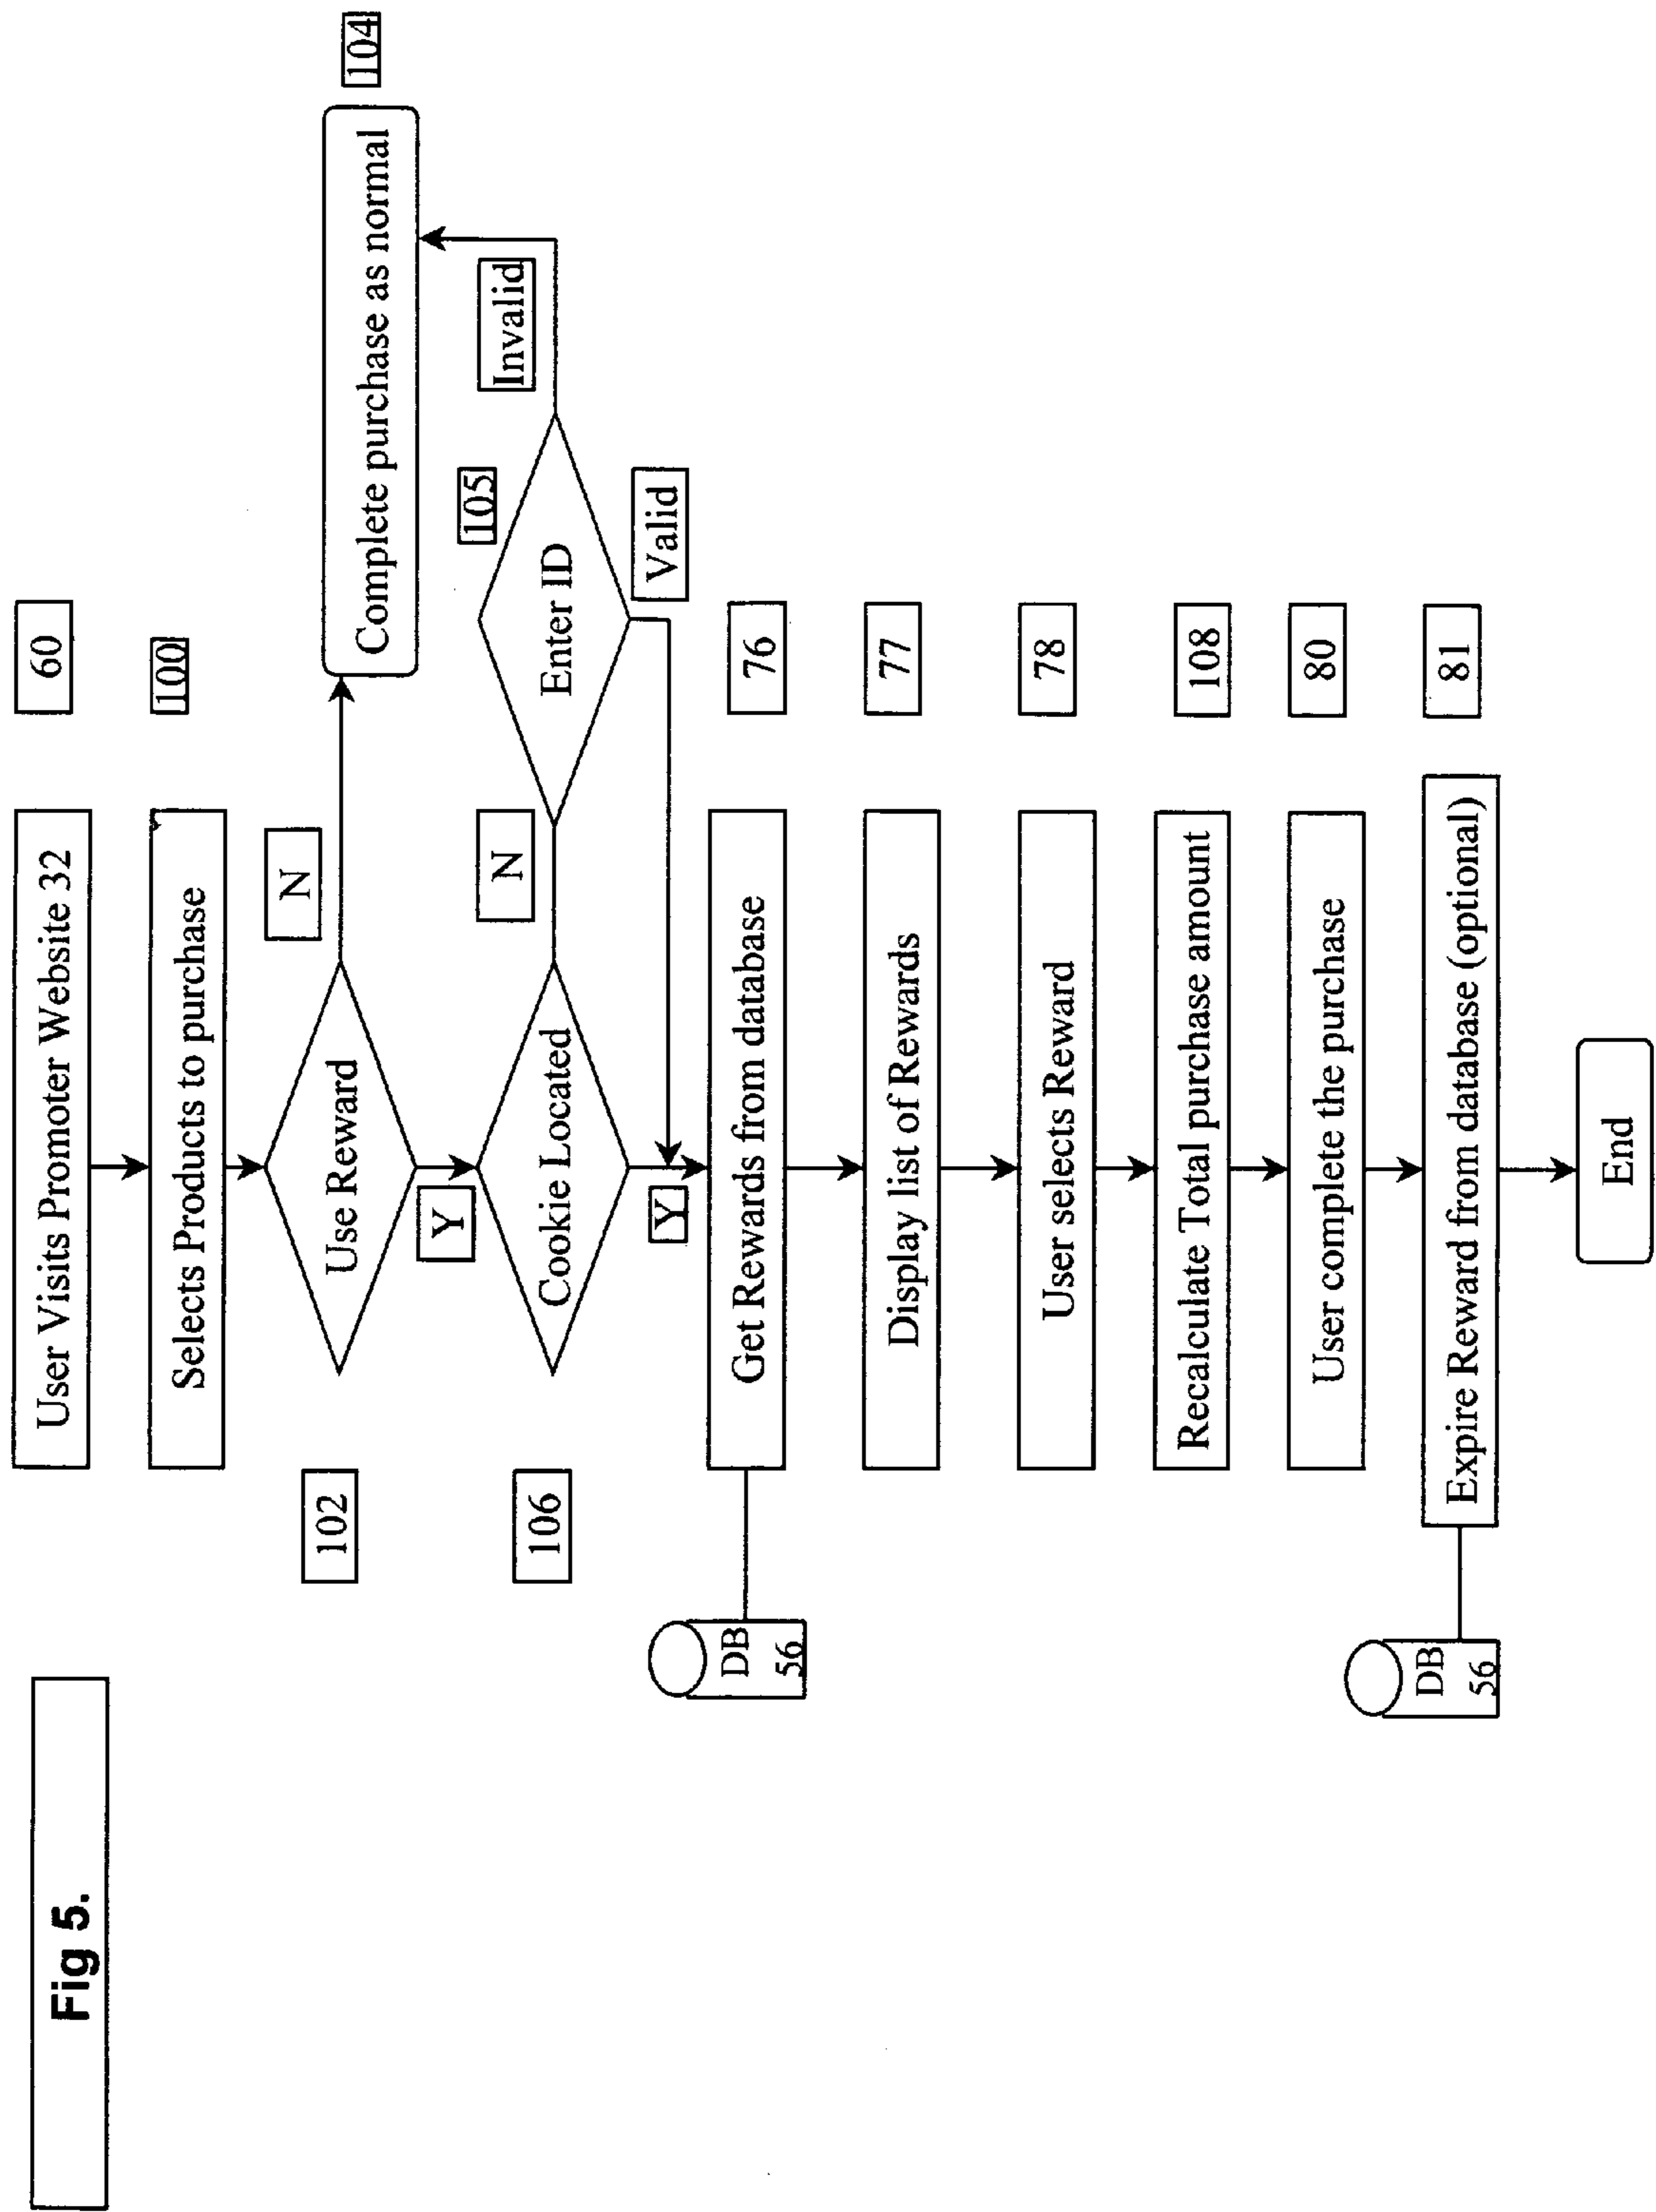 Fig 5.
User Visits Promoter Website 32
60
Selects Products to purchase
100
102
Use Reward
N
Complete purchase as normal
104
Y
106
Cookie Located
N
Enter ID
105
Invalid
Valid
Y
DB
56
Get Rewards from database
76
Display list of Rewards
77
User selects Reward
78
Recalculate Total purchase amount
108
User complete the purchase
80
DB
56
Expire Reward from database (optional)
81
End